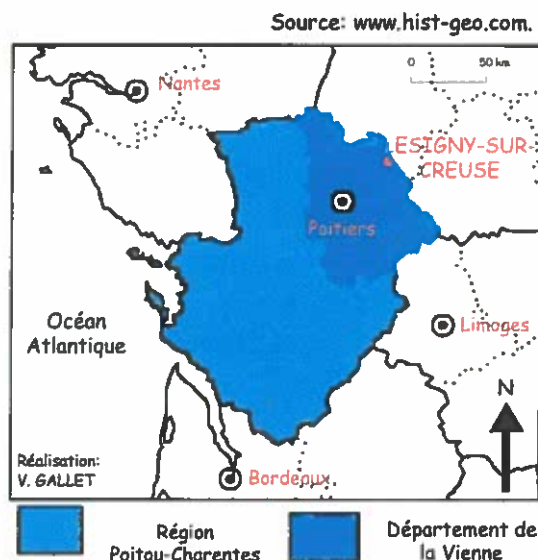 Source: www.hist-geo.com.
0 50 km
Nantes
ESIGNY-SUR-
CREUSE
Poitiers
Océan
Atlantique
Limoges
N
Réalisation:
V. GALLET
Bordeaux
Région
Poitou-Charentes
Département de
la Vienne